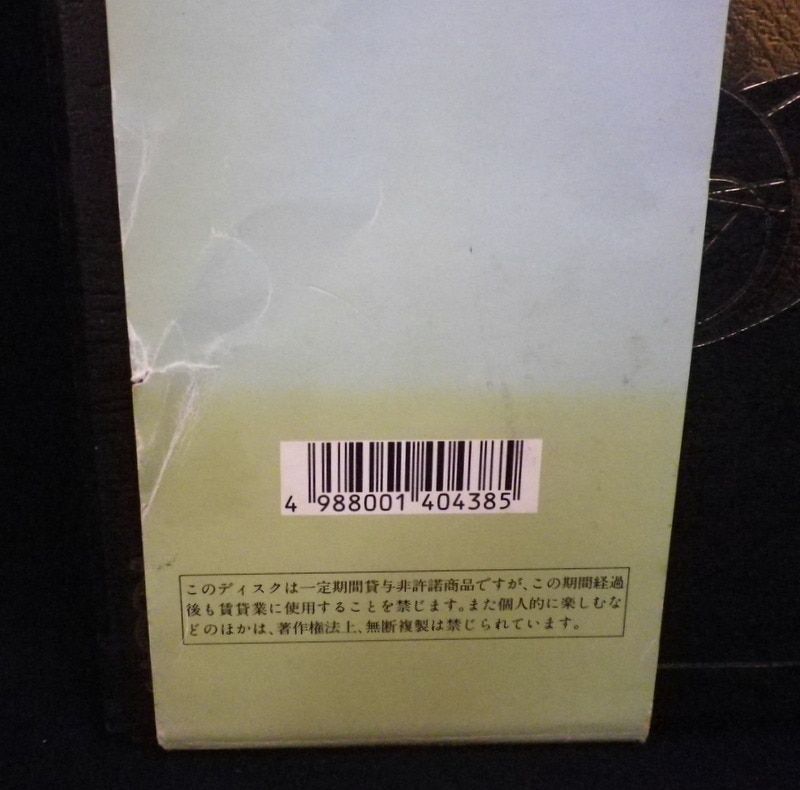 4 988001 404385
このディスクは一定期間貸与非許諾商品ですが、この期間経過
後も賃貸業に使用することを禁じます。また個人的に楽しむな
どのほかは、著作権法上、無断複製は禁じられています。